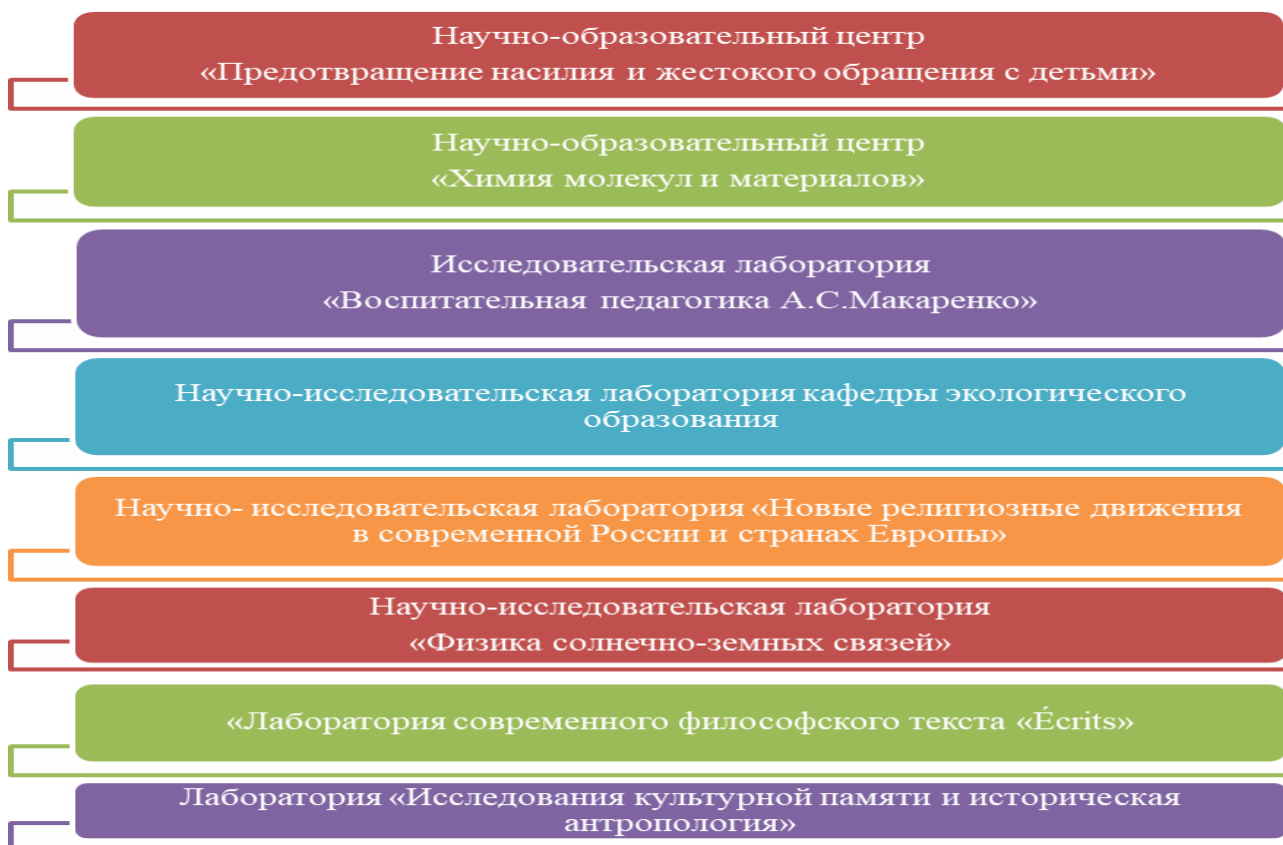 Научно-образовательный центр
«Предотвращение насилия и жестокого обращения с детьми»
Научно-образовательный центр
«Химия молекул и материалов»
Исследовательская лаборатория
«Воспитательная педагогика А.С.Макаренко»
Научно-исследовательская лаборатория кафедры экологического
образования
Научно- исследовательская лаборатория «Новые религиозные движения
в современной России и странах Европы»
Научно-исследовательская лаборатория
«Физика солнечно-земных связей»
«Лаборатория современного философского текста «Écrits»
Лаборатория «Исследования культурной памяти и историческая
антропология»